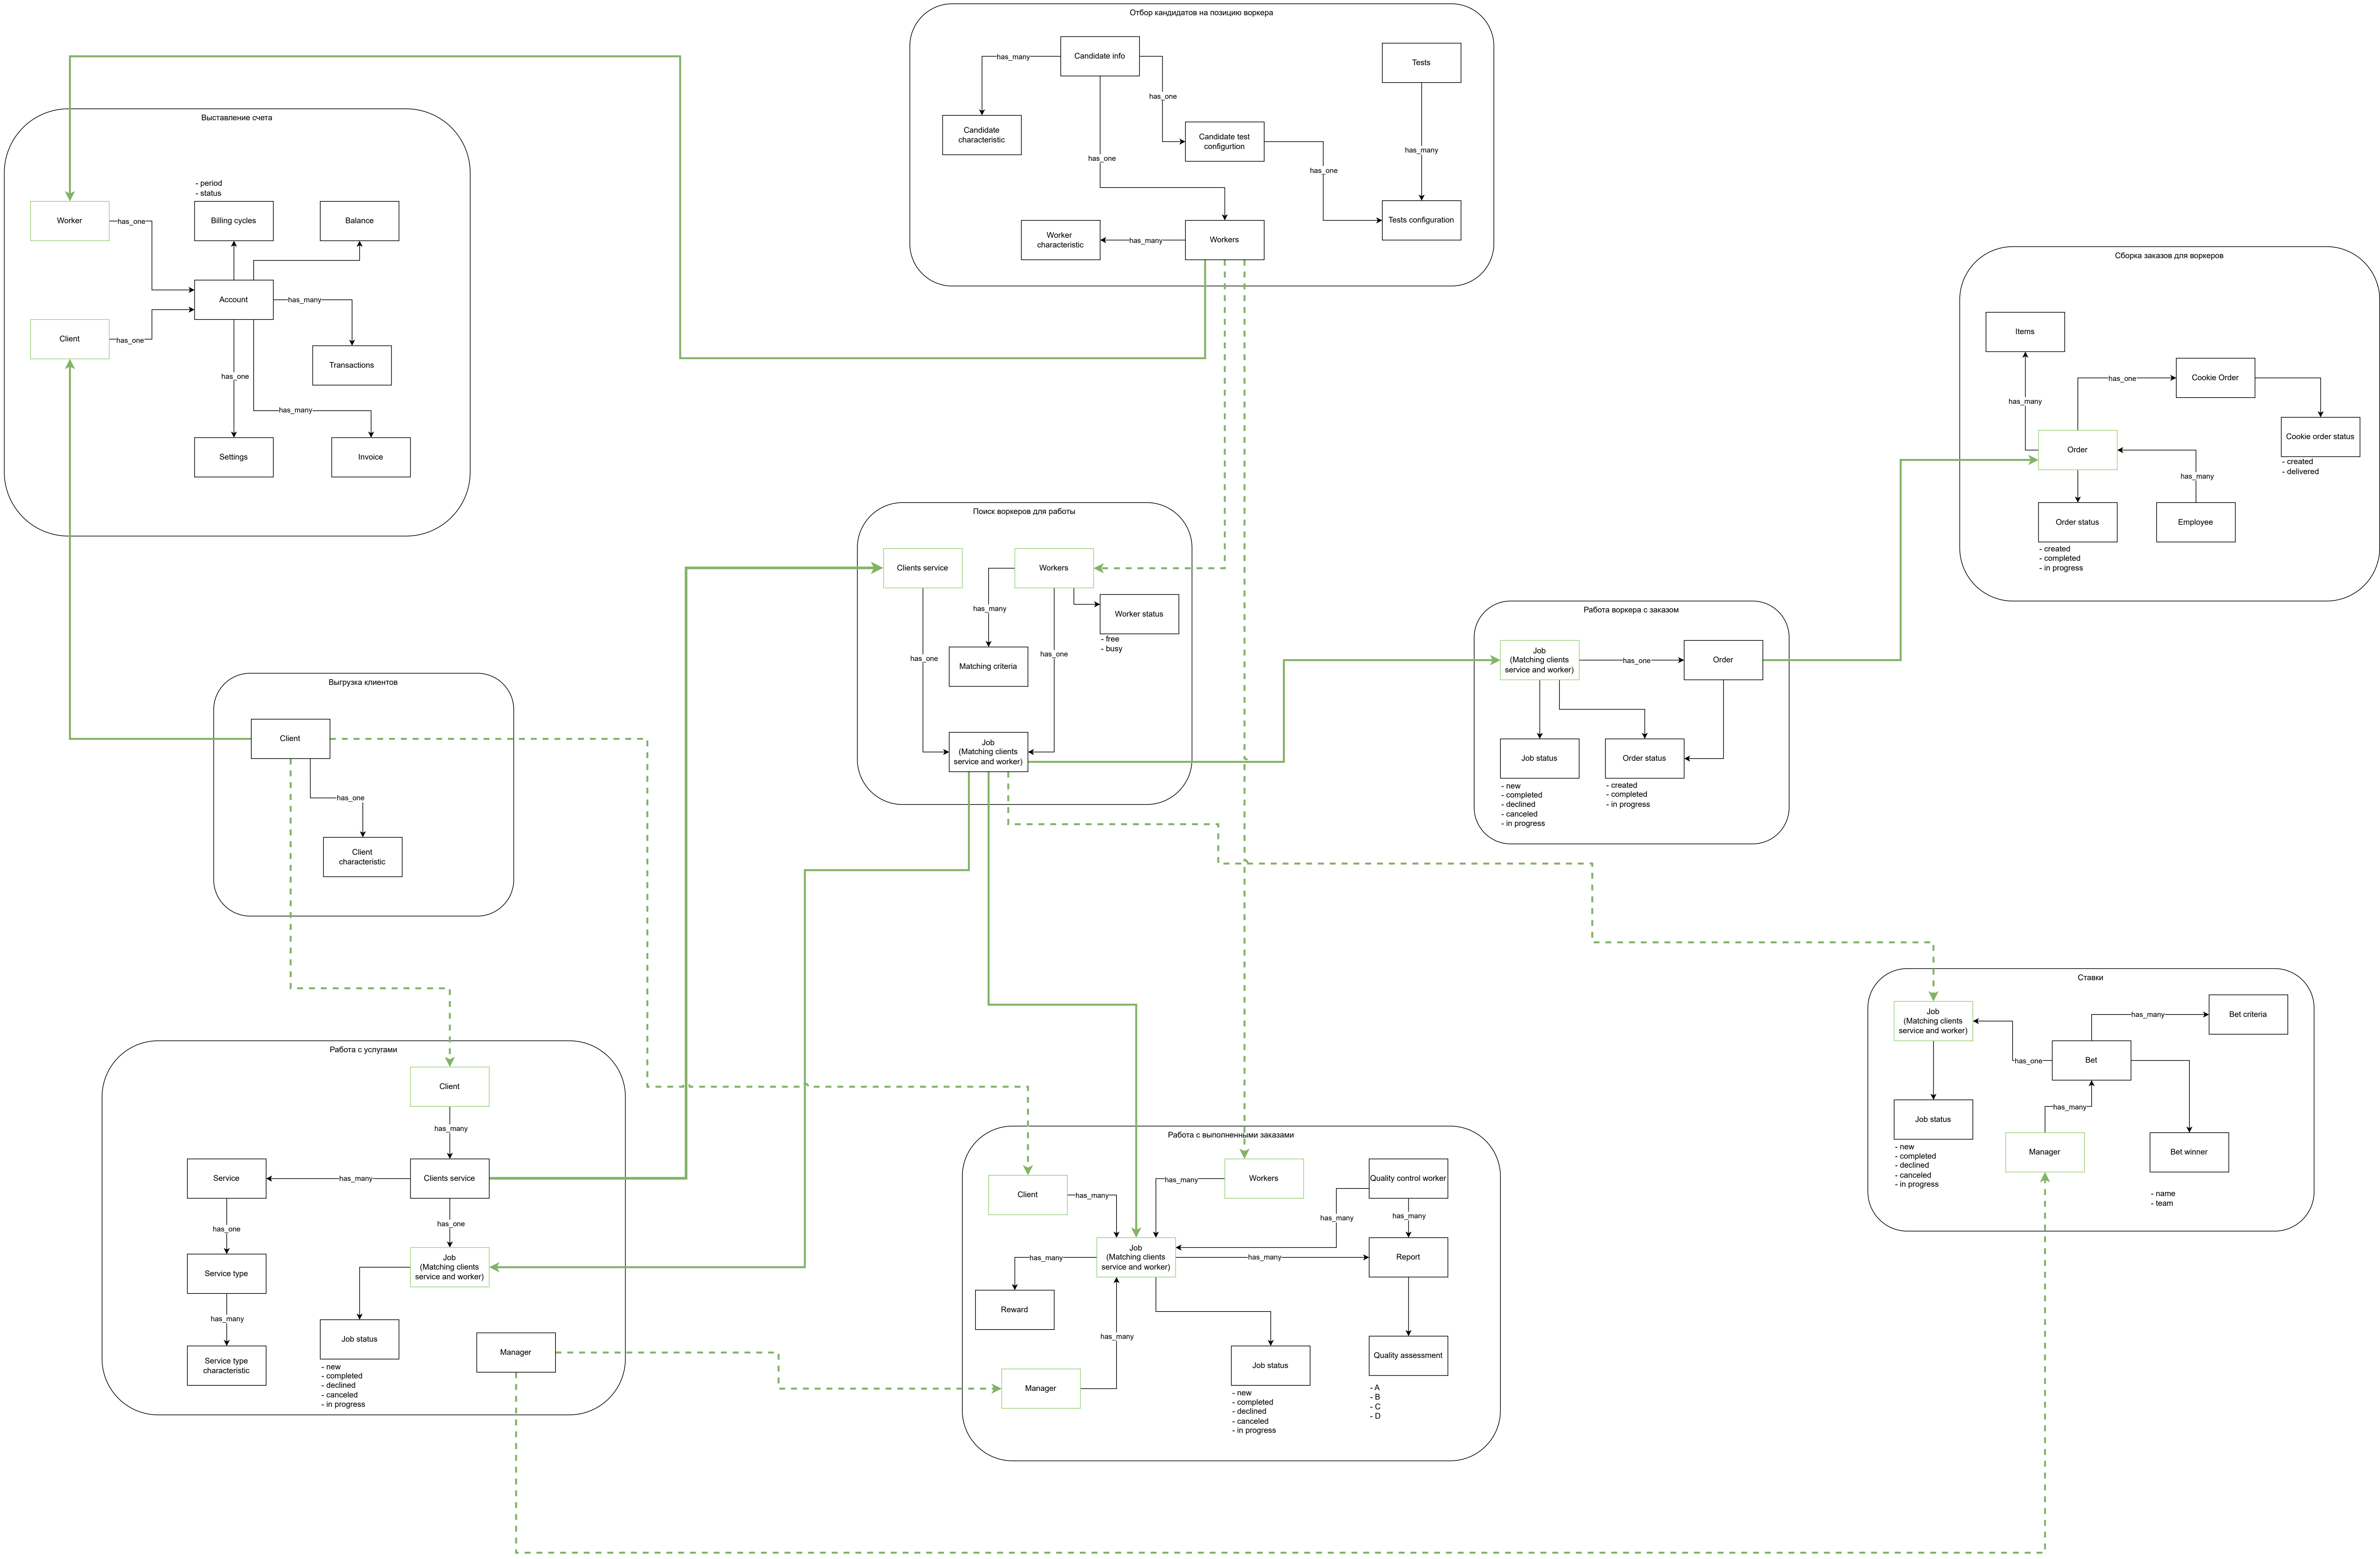 Отбор кандидатов на позицию воркера
Candidate info
has_many
has_one
Tests
Candidate
characteristic
Candidate test
configurtion
has_one
has_one
has_many
Tests configuration
Worker
characteristic
has_many
Workers
Выставление счета
- period
- status
Worker
has_one
Billing cycles
Balance
Account
has_many
Client
has_one
Transactions
has_one
has_many
Settings
Invoice
Сборка заказов для воркеров
Items
has_one
Cookie Order
has_many
Order
Cookie order status
- created
- delivered
has_many
Order status
Employee
- created
- completed
- in progress
Поиск воркеров для работы
Clients service
Workers
has_many
Worker status
- free
- busy
has_one
has_one
Matching criteria
Job
(Matching clients
service and worker)
Работа воркера с заказом
Job
(Matching clients
service and worker)
has_one
Order
Job status
Order status
- new
- completed
- declined
- canceled
- in progress
- created
- completed
- in progress
Выгрузка клиентов
Client
has_one
Client
characteristic
Ставки
Job
(Matching clients
service and worker)
has_many
Bet criteria
has_one
Bet
has_many
Job status
- new
- completed
- declined
- canceled
- in progress
Manager
Bet winner
- name
- team
Работа с услугами
Client
has_many
Service
has_many
Clients service
has_one
has_one
Service type
Job
(Matching clients
service and worker)
has_many
Service type
characteristic
Job status
- new
- completed
- declined
- canceled
- in progress
Manager
Работа с выполненными заказами
Client
has_many
has_many
Workers
Quality control worker
has_many
has_many
Job
(Matching clients
service and worker)
has_many
has_many
Report
Reward
has_many
Job status
- new
- completed
- declined
- canceled
- in progress
Quality assessment
- A
- B
- C
- D
Manager